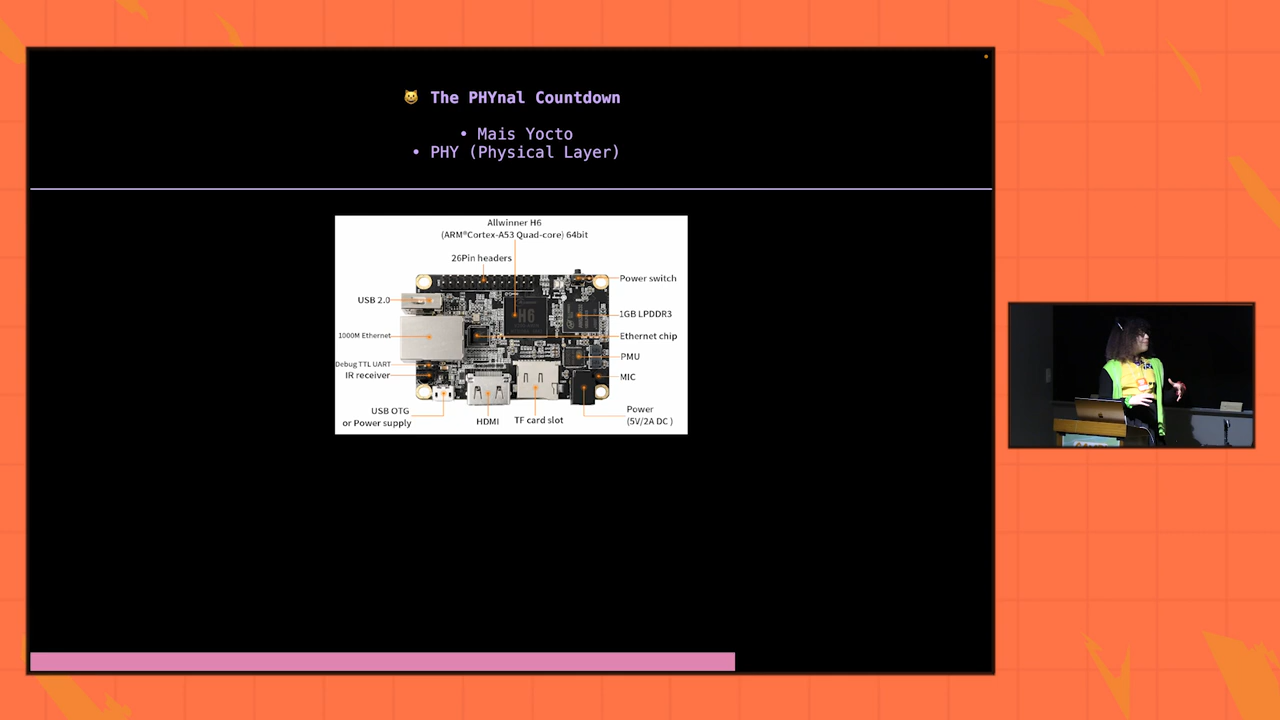 The PHYnal Countdown
• Mais Yocto
• PHY (Physical Layer)
Allwinner H6
(ARM®Cortex-A53 Quad-core) 64bit
26Pin headers
Power switch
USB 2.0
1GB LPDDR3
1000M Ethernet
Ethernet chip
H6
PMU
Debug TTL UART
IR receiver
MIC
USB OTG
or Power supply
HDMI
TF card slot
Power
(5V/2A DC )